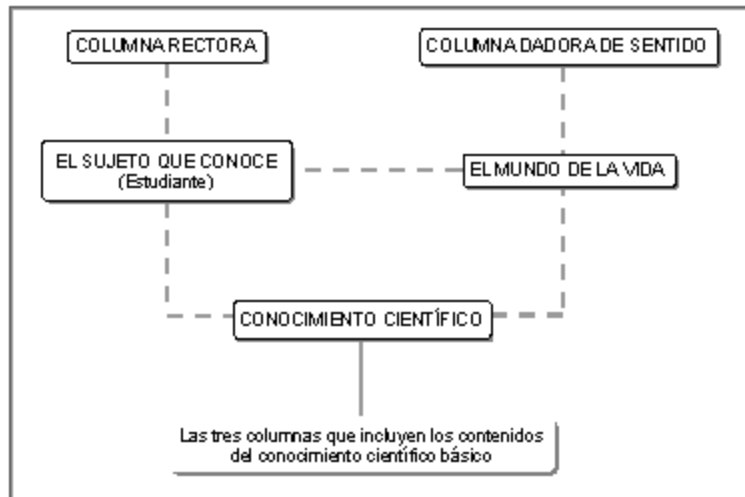 COLUMNA RECTORA
COLUMNA DADORA DE SENTIDO
EL SUJETO QUE CONOCE
(Estudiante)
EL MUNDO DE LA VIDA
CONOCIMIENTO CIENTÍFICO
Las tres columnas que incluyen los contenidos
del conocimiento científico básico